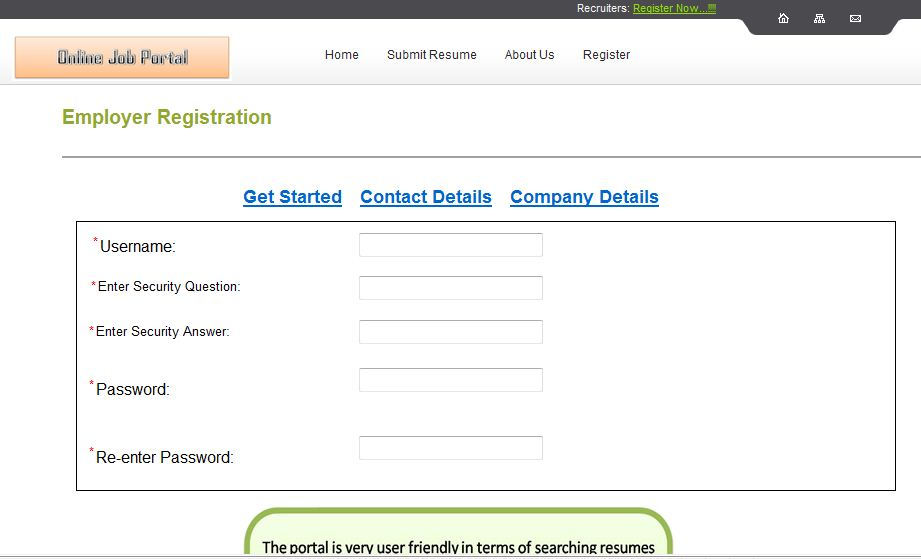 Recruiters: Register Now...!!!!
Online Job Portal
Home Submit Resume About Us Register
Employer Registration
Get Started Contact Details Company Details
*Username:
*Enter Security Question:
*Enter Security Answer:
*Password:
*Re-enter Password:
The portal is very user friendly in terms of searching resumes